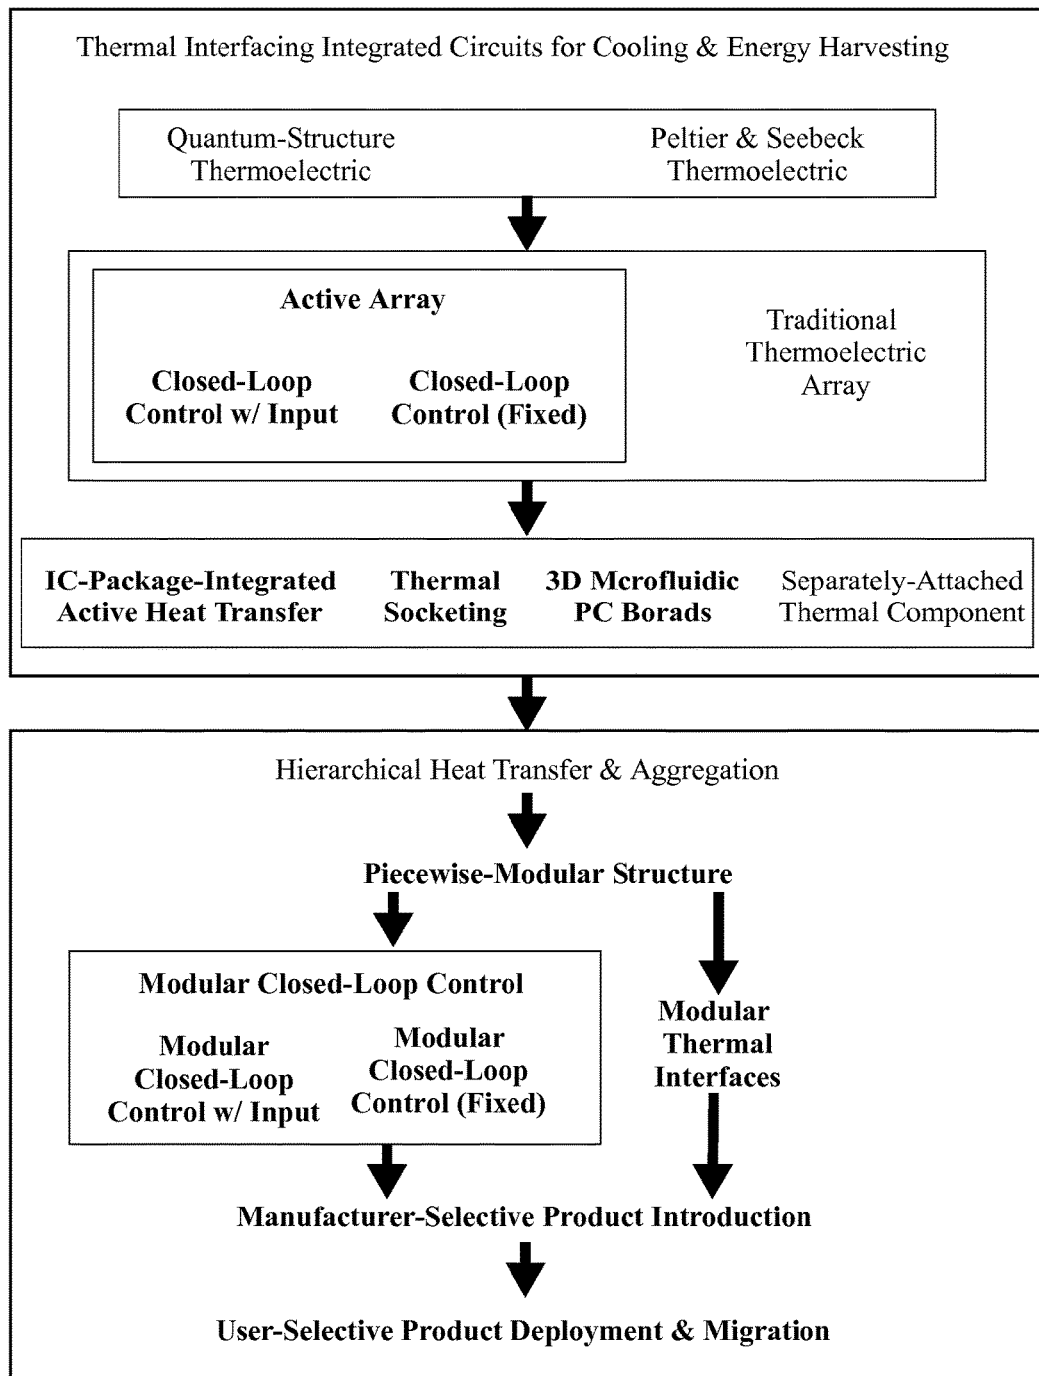 Thermal Interfacing Integrated Circuits for Cooling & Energy Harvesting
Quantum-Structure
Thermoelectric
Peltier & Seebeck
Thermoelectric
Active Array
Closed-Loop
Control w/ Input
Closed-Loop
Control (Fixed)
Traditional
Thermoelectric
Array
IC-Package-Integrated
Active Heat Transfer
Thermal
Socketing
3D Mcrofluidic
PC Borads
Separately-Attached
Thermal Component
Hierarchical Heat Transfer & Aggregation
Piecewise-Modular Structure
Modular Closed-Loop Control
Modular
Closed-Loop
Control w/ Input
Modular
Closed-Loop
Control (Fixed)
Modular
Thermal
Interfaces
Manufacturer-Selective Product Introduction
User-Selective Product Deployment & Migration